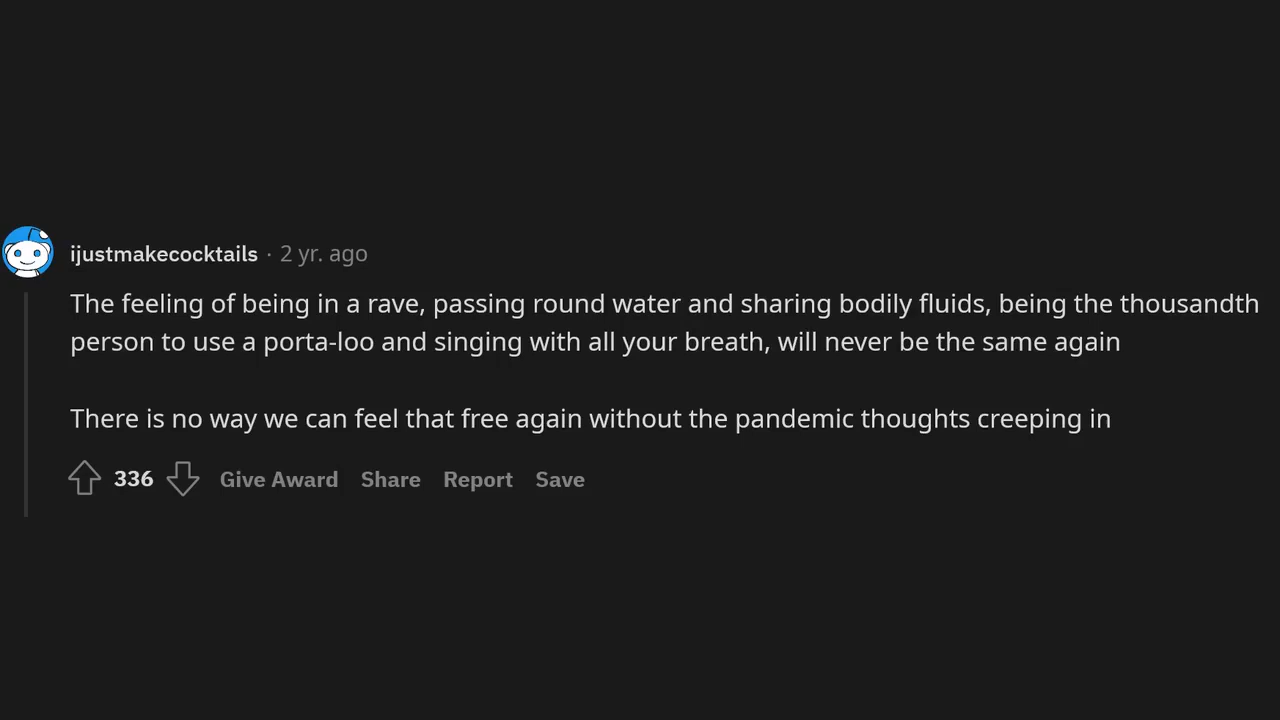 ijustmakecocktails · 2 yr. ago
The feeling of being in a rave, passing round water and sharing bodily fluids, being the thousandth
person to use a porta-loo and singing with all your breath, will never be the same again
There is no way we can feel that free again without the pandemic thoughts creeping in
336 Give Award Share Report Save